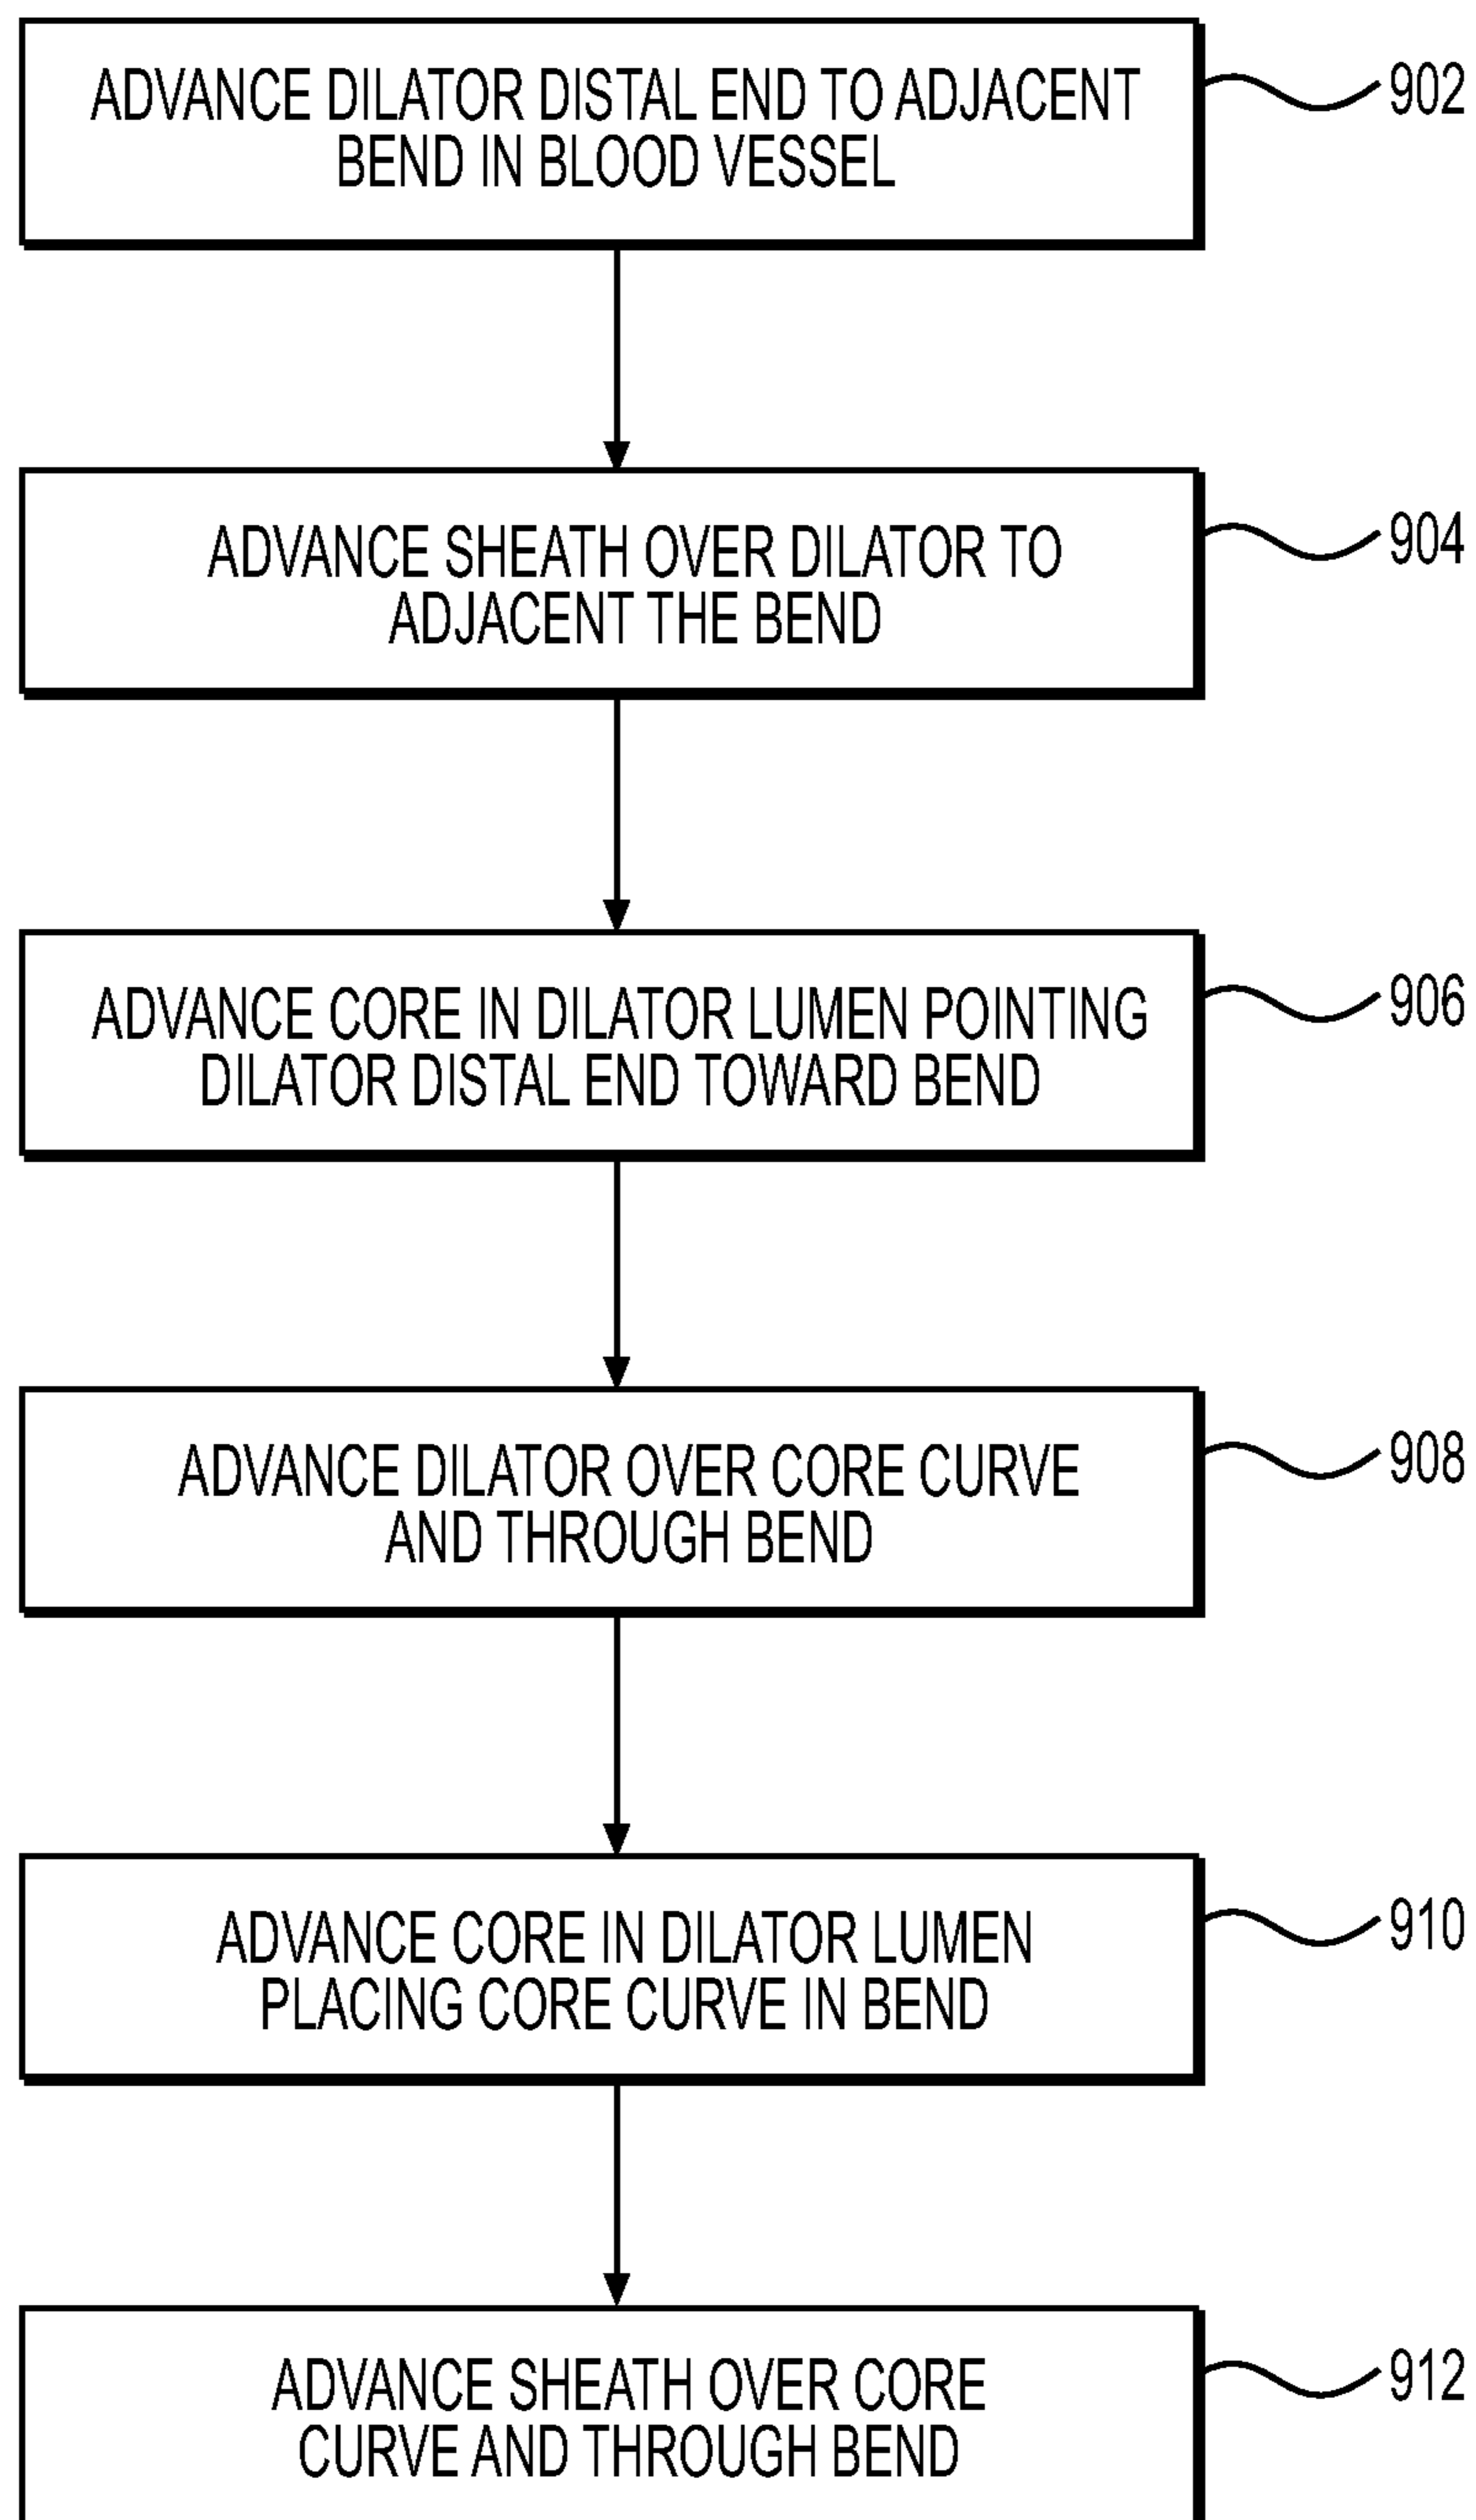 ADVANCE DILATOR DISTAL END TO ADJACENT
BEND IN BLOOD VESSEL
902
ADVANCE SHEATH OVER DILATOR TO
ADJACENT THE BEND
904
ADVANCE CORE IN DILATOR LUMEN POINTING
DILATOR DISTAL END TOWARD BEND
906
ADVANCE DILATOR OVER CORE CURVE
AND THROUGH BEND
908
ADVANCE CORE IN DILATOR LUMEN
PLACING CORE CURVE IN BEND
910
ADVANCE SHEATH OVER CORE
CURVE AND THROUGH BEND
912